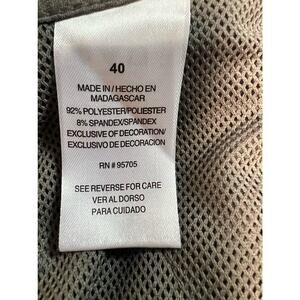 40
MADE IN / HECHO EN
MADAGASCAR
92% POLYESTER/POLIESTER
8% SPANDEX/SPANDEX
EXCLUSIVE OF DECORATION/
EXCLUSIVO DE DECORACION
RN # 95705
SEE REVERSE FOR CARE
VER AL DORSO
PARA CUIDADO